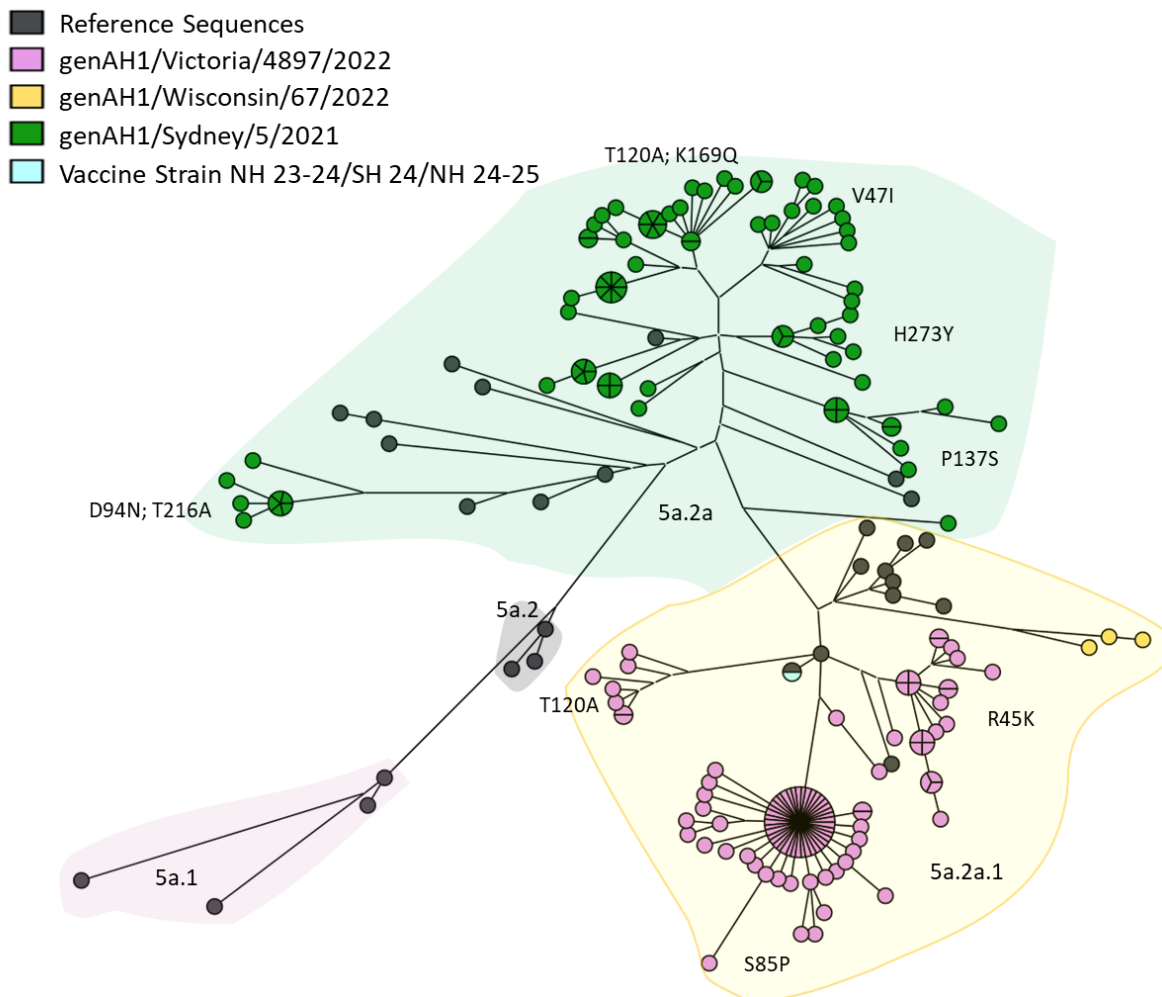 Reference Sequences
genAH1/Victoria/4897/2022
genAH1/Wisconsin/67/2022
genAH1/Sydney/5/2021
Vaccine Strain NH 23-24/SH 24/NH 24-25
T120A; K169Q
V47I
H273Y
P137S
D94N; T216A
5a.2a
5a.2
T120A
R45K
5a.2a.1
5a.1
S85P